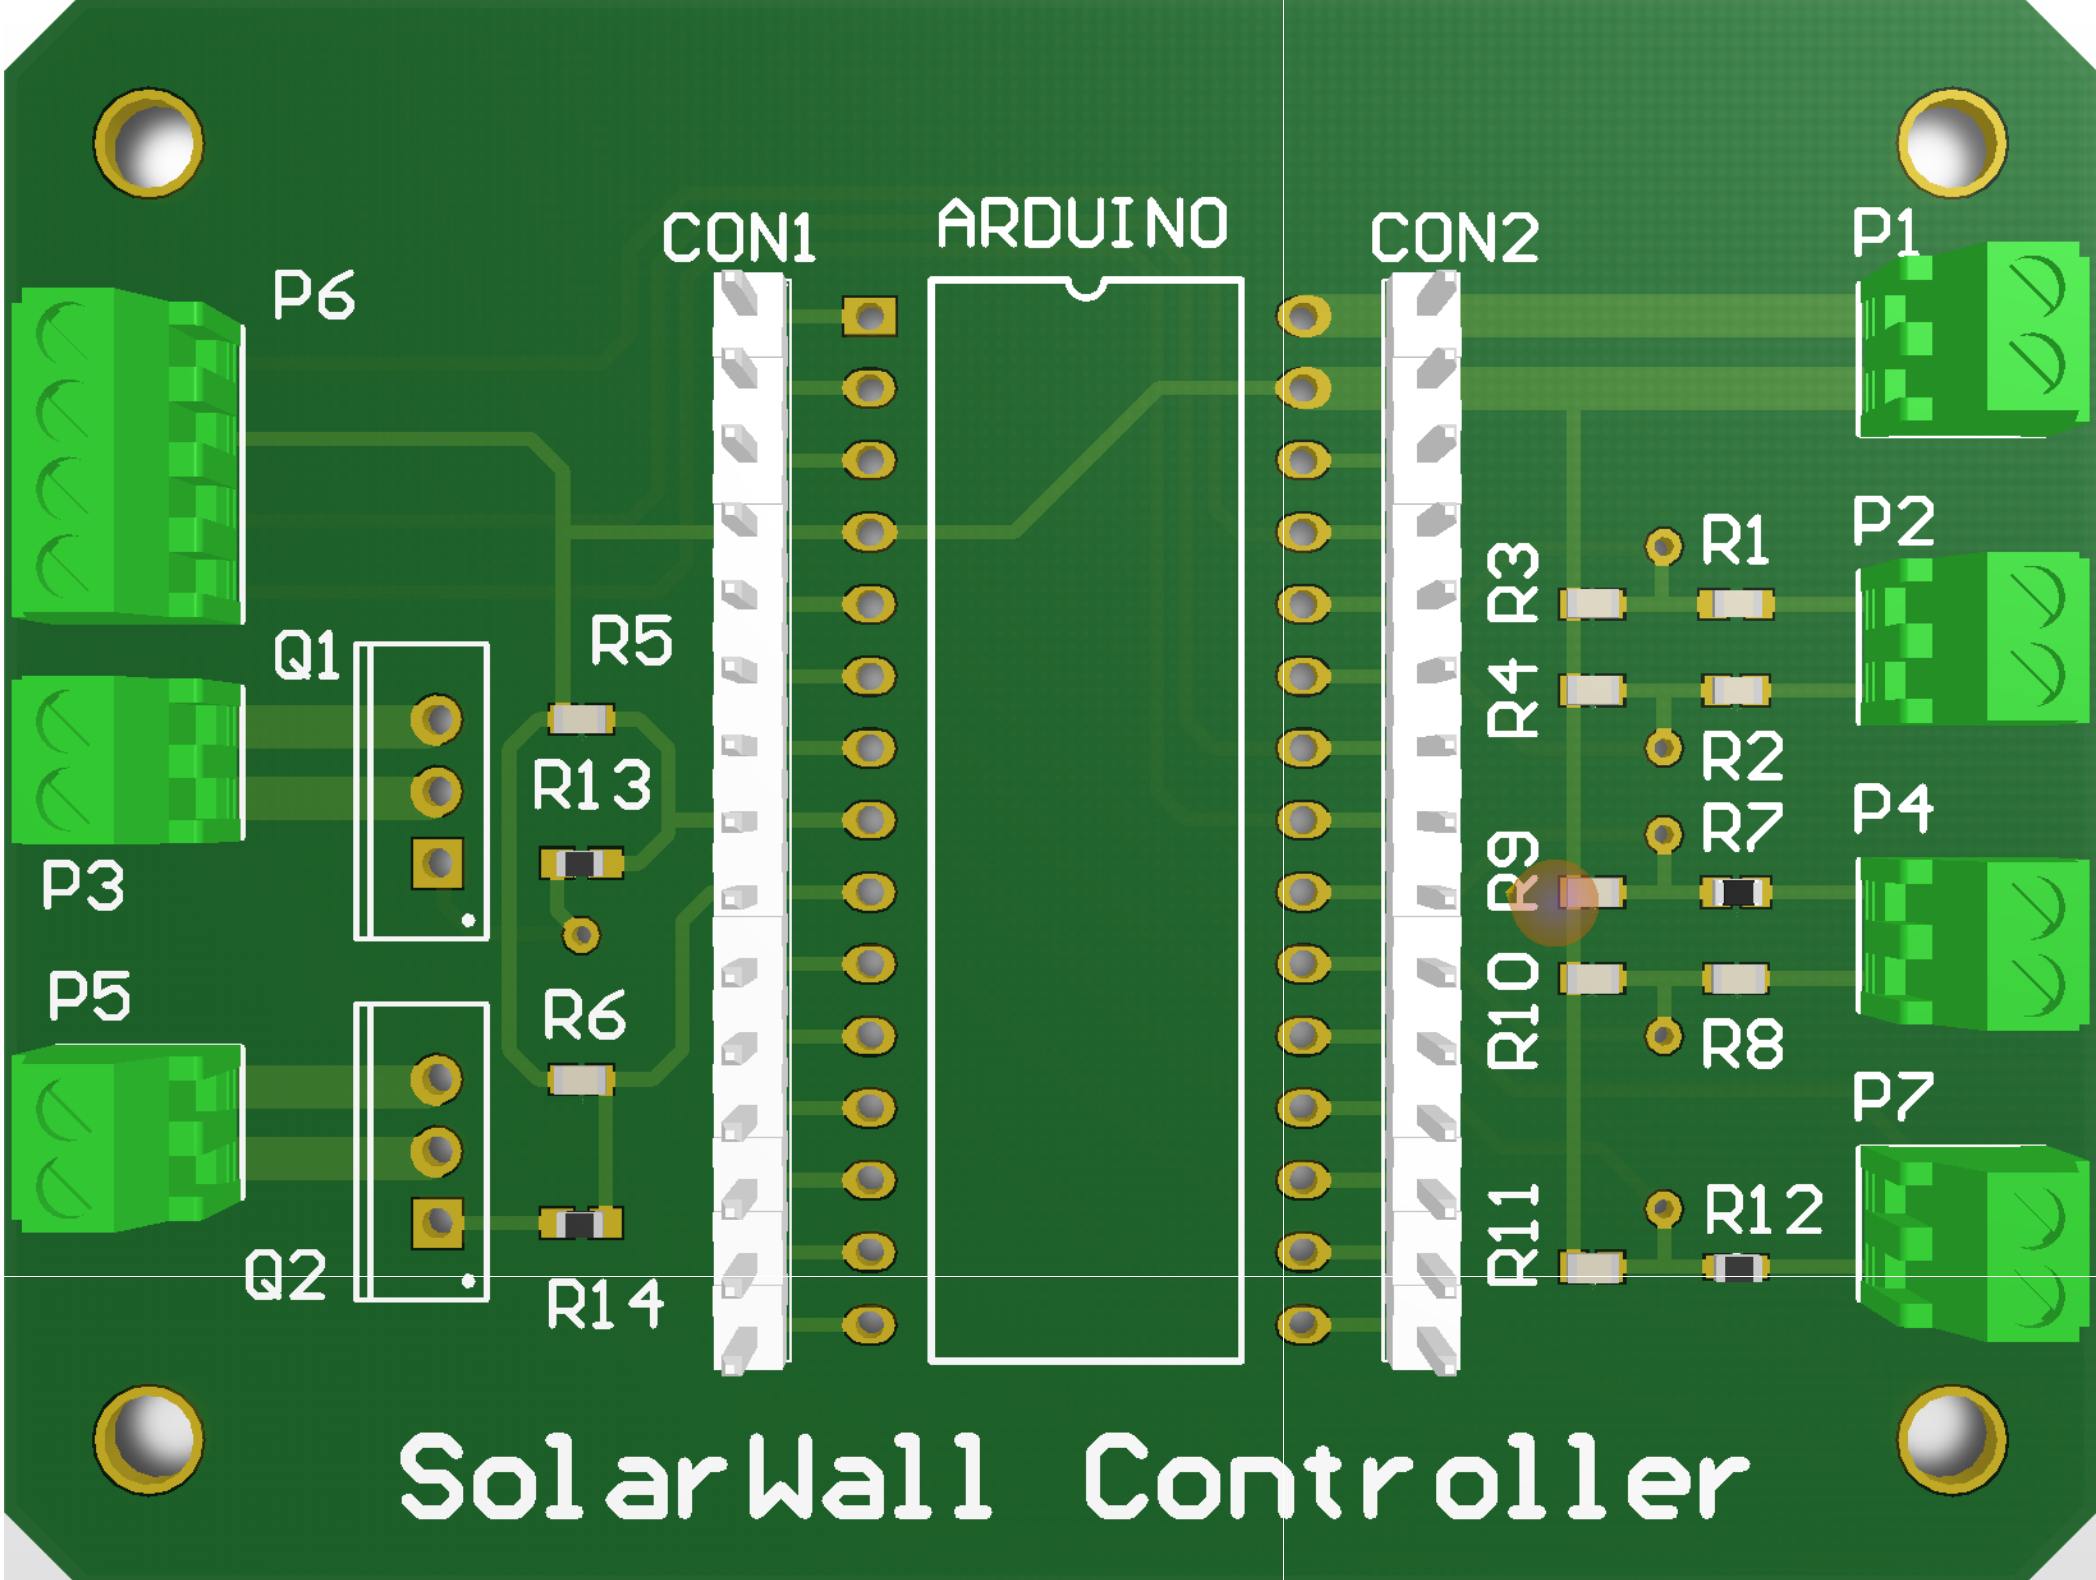 P1
ARDUINO
CON1
CON2
P6
P2
R1
R3
Q1
R5
R4
R2
R13
P4
R7
R9
P3
P5
R6
R10
R8
P7
R12
R11
Q2
R14
SolarWall Controller